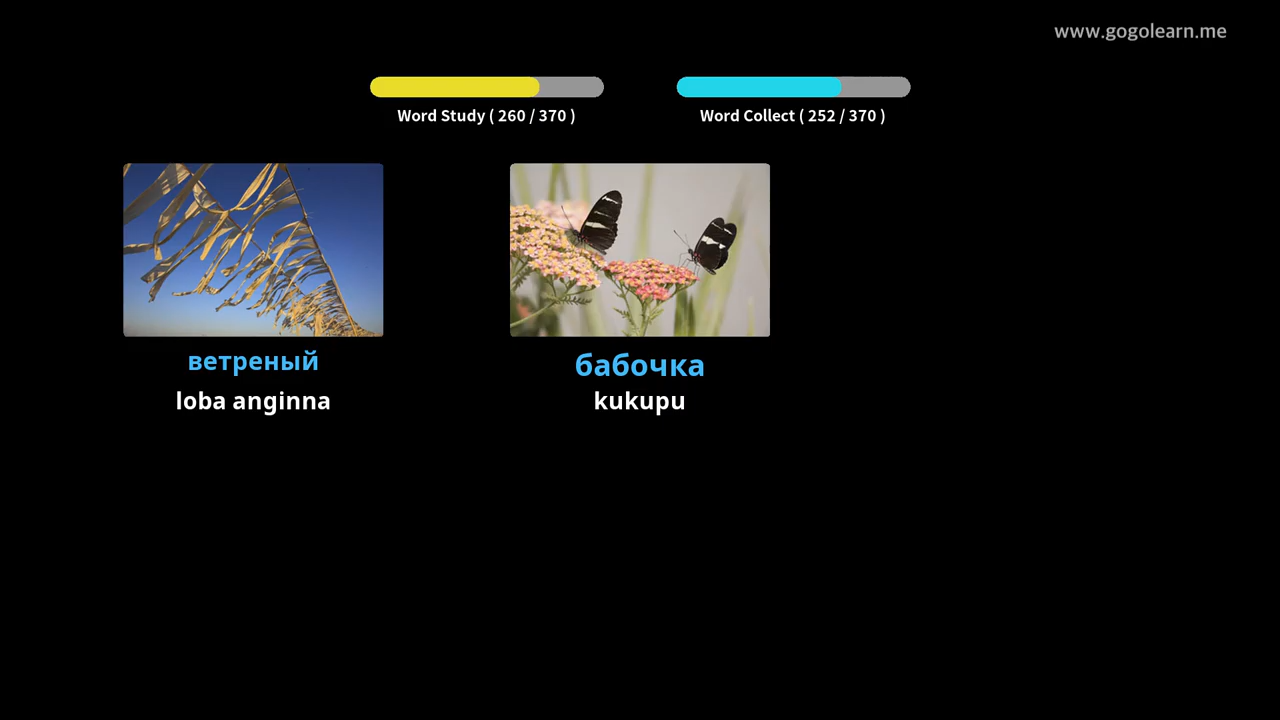 www.gogolearn.me
Word Study ( 260 / 370 )
Word Collect ( 252 / 370 )
ветреный
loba anginna
бабочка
kukupu